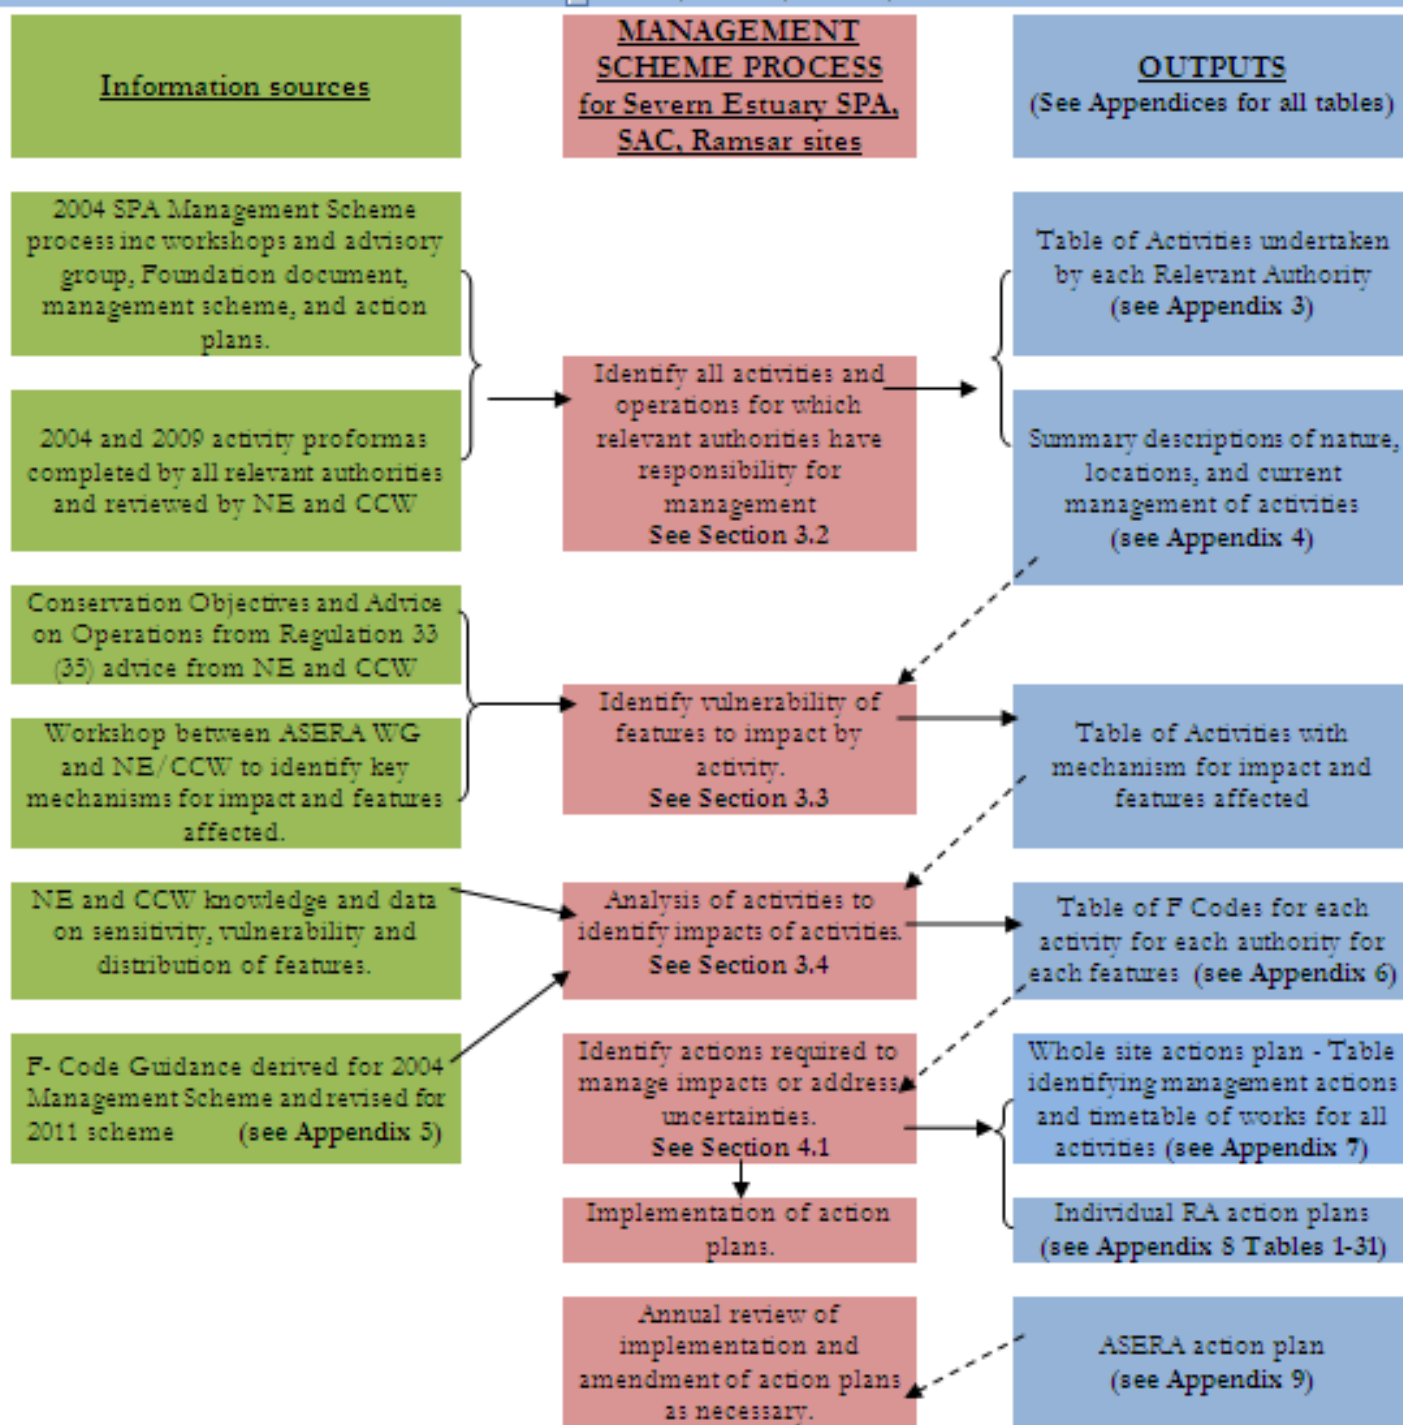 Information sources
2004 SPA Management Scheme
process inc workshops and advisory
group, Foundation document,
management scheme, and action
plans.
2004 and 2009 activity proformas
completed by all relevant authorities
and reviewed by NE and CCW
Conservation Objectives and Advice
on Operations from Regulation 33
(35) advice from NE and CCW
Workshop between ASERA WG
and NE/CCW to identify key
mechanisms for impact and features
affected.
NE and CCW knowledge and data
on sensitivity, vulnerability and
distribution of features.
F- Code Guidance derived for 2004
Management Scheme and revised for
2011 scheme (see Appendix 5)
MANAGEMENT
SCHEME PROCESS
for Severn Estuary SPA,
SAC, Ramsar sites
Identify all activities and
operations for which
relevant authorities have
responsibility for
management
See Section 3.2
Identify vulnerability of
features to impact by
activity.
See Section 3.3
Analysis of activities to
identify impacts of activities.
See Section 3.4
Identify actions required to
manage impacts or address
uncertainties.
See Section 4.1
Implementation of action
plans.
Annual review of
implementation and
amendment of action plans
as necessary.
OUTPUTS
(See Appendices for all tables)
Table of Activities undertaken
by each Relevant Authority
(see Appendix 3)
Summary descriptions of nature,
locations, and current
management of activities
(see Appendix 4)
Table of Activities with
mechanism for impact and
features affected
Table of F Codes for each
activity for each authority for
each features (see Appendix 6)
Whole site actions plan - Table
identifying management actions
and timetable of works for all
activities (see Appendix 7)
Individual RA action plans
(see Appendix 8 Tables 1-31)
ASERA action plan
(see Appendix 9)